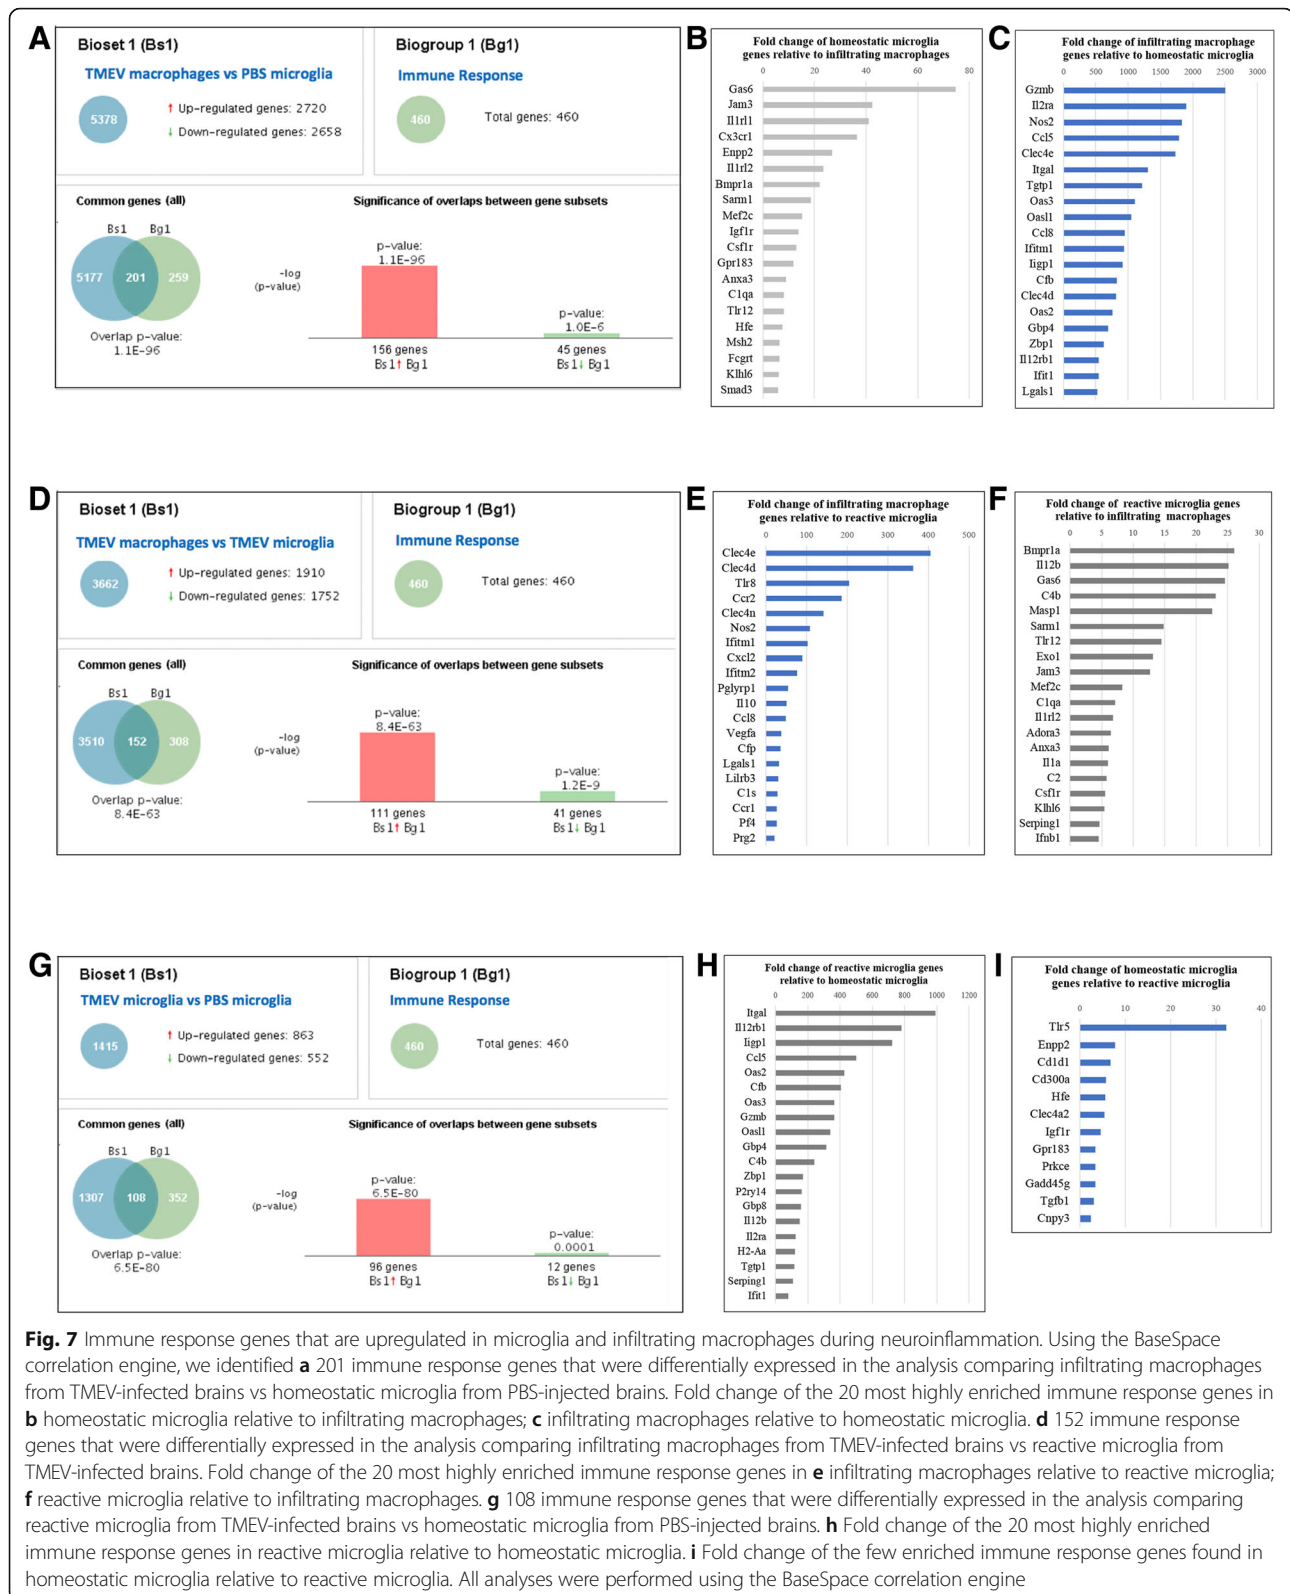 A
Bioset 1 (Bs1)
TMEV macrophages vs PBS microglia
5378
↑ Up-regulated genes: 2720
↓ Down-regulated genes: 2658
Biogroup 1 (Bg1)
Immune Response
460
Total genes: 460
Common genes (all)
Bs1 Bg1
5177 201 259
Overlap p-value:
1.1E-96
Significance of overlaps between gene subsets
-log
(p-value)
p-value:
1.1E-96
p-value:
1.0E-6
156 genes
Bs1↑ Bg1
45 genes
Bs1↓ Bg1
B
Fold change of homeostatic microglia
genes relative to infiltrating macrophages
0 20 40 60 80
Gas6
Jam3
Il1rl1
Cx3cr1
Enpp2
Il1rl2
Bmpr1a
Sarm1
Mef2c
Igf1r
Csf1r
Gpr183
Anxa3
C1qa
Tlr12
Hfe
Msh2
Fcgrt
Klhl6
Smad3
C
Fold change of infiltrating macrophage
genes relative to homeostatic microglia
0 500 1000 1500 2000 2500 3000
Gzmb
Il2ra
Nos2
Ccl5
Clec4e
Itgal
Tgtp1
Oas3
Oasl1
Ccl8
Ifitm1
Iigp1
Cfb
Clec4d
Oas2
Gbp4
Zbp1
Il12rb1
Ifit1
Lgals1
D
Bioset 1 (Bs1)
TMEV macrophages vs TMEV microglia
3662
↑ Up-regulated genes: 1910
↓ Down-regulated genes: 1752
Biogroup 1 (Bg1)
Immune Response
460
Total genes: 460
Common genes (all)
Bs1 Bg1
3510 152 308
Overlap p-value:
8.4E-63
Significance of overlaps between gene subsets
-log
(p-value)
p-value:
8.4E-63
p-value:
1.2E-9
111 genes
Bs1↑ Bg1
41 genes
Bs1↓ Bg1
E
Fold change of infiltrating macrophage
genes relative to reactive microglia
0 100 200 300 400 500
Clec4e
Clec4d
Tlr8
Ccr2
Clec4n
Nos2
Ifitm1
Cxcl2
Ifitm2
Pglyrp1
Il10
Ccl8
Vegfa
Cfp
Lgals1
Lilrb3
C1s
Ccr1
Pf4
Prg2
F
Fold change of reactive microglia genes
relative to infiltrating macrophages
0 5 10 15 20 25 30
Bmpr1a
Il12b
Gas6
C4b
Masp1
Sarm1
Tlr12
Exo1
Jam3
Mef2c
C1qa
Il1rl2
Adora3
Anxa3
Il1a
C2
Csf1r
Klhl6
Serping1
Ifnb1
G
Bioset 1 (Bs1)
TMEV microglia vs PBS microglia
1415
↑ Up-regulated genes: 863
↓ Down-regulated genes: 552
Biogroup 1 (Bg1)
Immune Response
460
Total genes: 460
Common genes (all)
Bs1 Bg1
1307 108 352
Overlap p-value:
6.5E-80
Significance of overlaps between gene subsets
-log
(p-value)
p-value:
6.5E-80
p-value:
0.0001
96 genes
Bs1↑ Bg1
12 genes
Bs1↓ Bg1
H
Fold change of reactive microglia genes
relative to homeostatic microglia
0 200 400 600 800 1000 1200
Itgal
Il12rb1
Iigp1
Ccl5
Oas2
Cfb
Oas3
Gzmb
Oasl1
Gbp4
C4b
Zbp1
P2ry14
Gbp8
Il12b
Il2ra
H2-Aa
Tgtp1
Serping1
Ifit1
I
Fold change of homeostatic microglia
genes relative to reactive microglia
0 10 20 30 40
Tlr5
Enpp2
Cd1d1
Cd300a
Hfe
Clec4a2
Igf1r
Gpr183
Prkce
Gadd45g
Tgfb1
Cnpy3
Fig. 7 Immune response genes that are upregulated in microglia and infiltrating macrophages during neuroinflammation. Using the BaseSpace
correlation engine, we identified a 201 immune response genes that were differentially expressed in the analysis comparing infiltrating macrophages
from TMEV-infected brains vs homeostatic microglia from PBS-injected brains. Fold change of the 20 most highly enriched immune response genes in
b homeostatic microglia relative to infiltrating macrophages; c infiltrating macrophages relative to homeostatic microglia. d 152 immune response
genes that were differentially expressed in the analysis comparing infiltrating macrophages from TMEV-infected brains vs reactive microglia from
TMEV-infected brains. Fold change of the 20 most highly enriched immune response genes in e infiltrating macrophages relative to reactive microglia;
f reactive microglia relative to infiltrating macrophages. g 108 immune response genes that were differentially expressed in the analysis comparing
reactive microglia from TMEV-infected brains vs homeostatic microglia from PBS-injected brains. h Fold change of the 20 most highly enriched
immune response genes in reactive microglia relative to homeostatic microglia. i Fold change of the few enriched immune response genes found in
homeostatic microglia relative to reactive microglia. All analyses were performed using the BaseSpace correlation engine